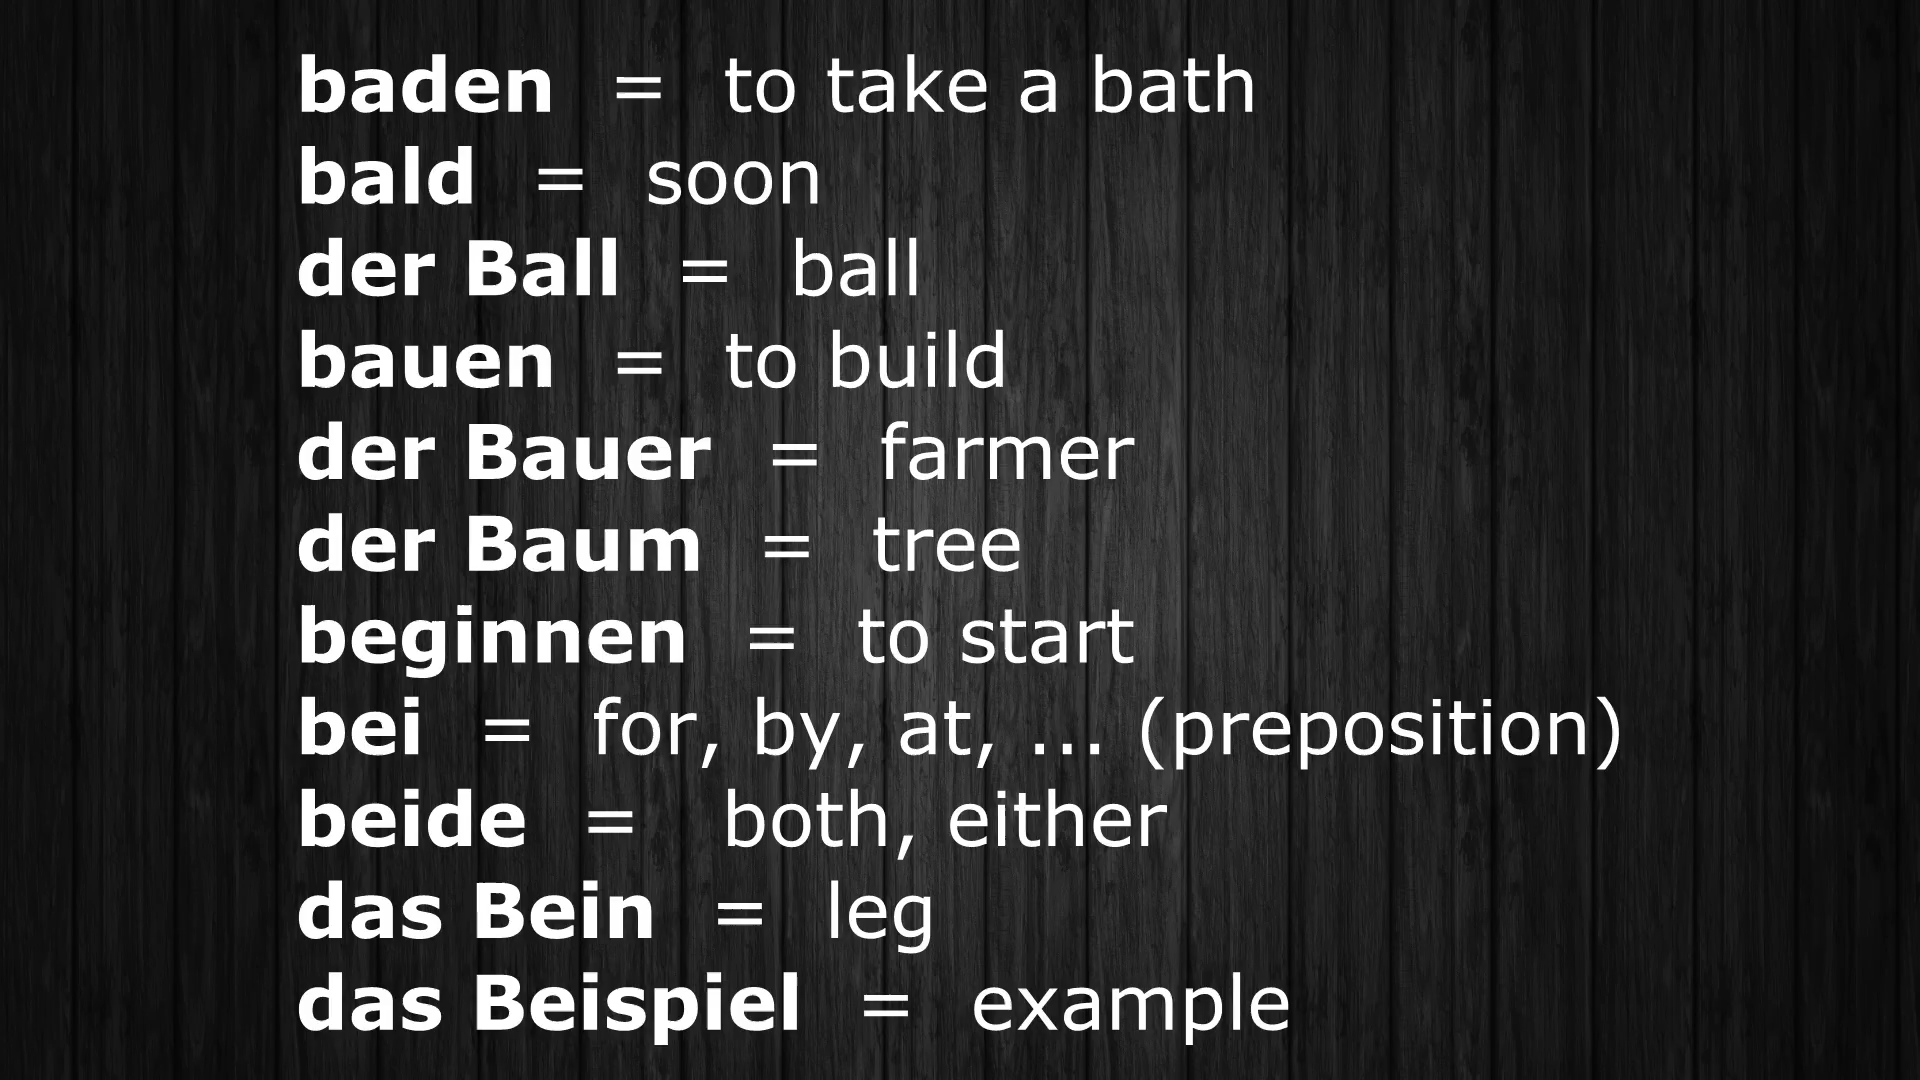 baden = to take a bath
bald = soon
der Ball = ball
bauen = to build
der Bauer = farmer
der Baum = tree
beginnen = to start
bei = for, by, at, ... (preposition)
beide = both, either
das Bein = leg
das Beispiel = example